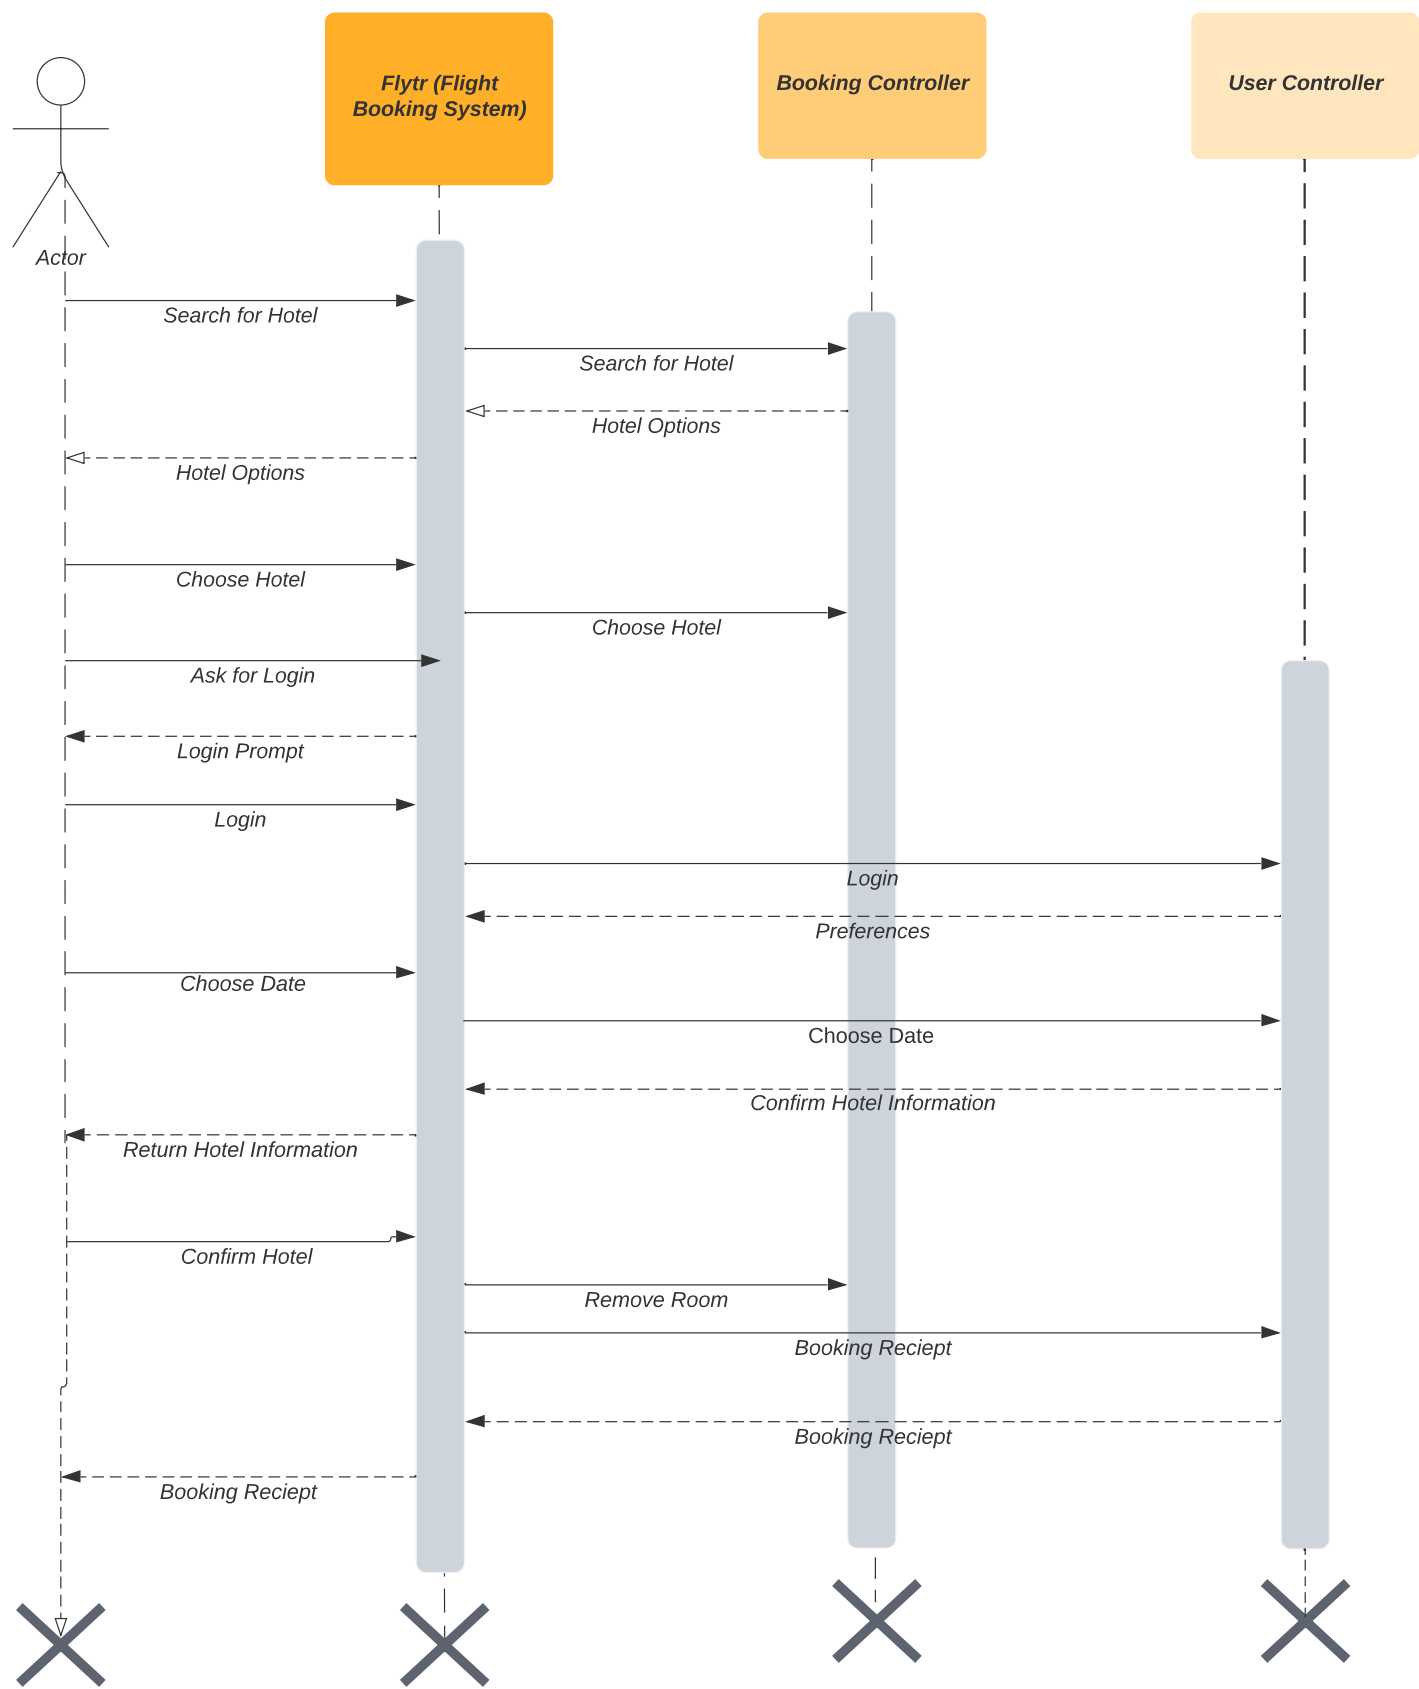 Flytr (Flight
Booking System)
Booking Controller
User Controller
Actor
Search for Hotel
Search for Hotel
Hotel Options
Hotel Options
Choose Hotel
Choose Hotel
Ask for Login
Login Prompt
Login
Login
Preferences
Choose Date
Choose Date
Confirm Hotel Information
Return Hotel Information
Confirm Hotel
Remove Room
Booking Reciept
Booking Reciept
Booking Reciept